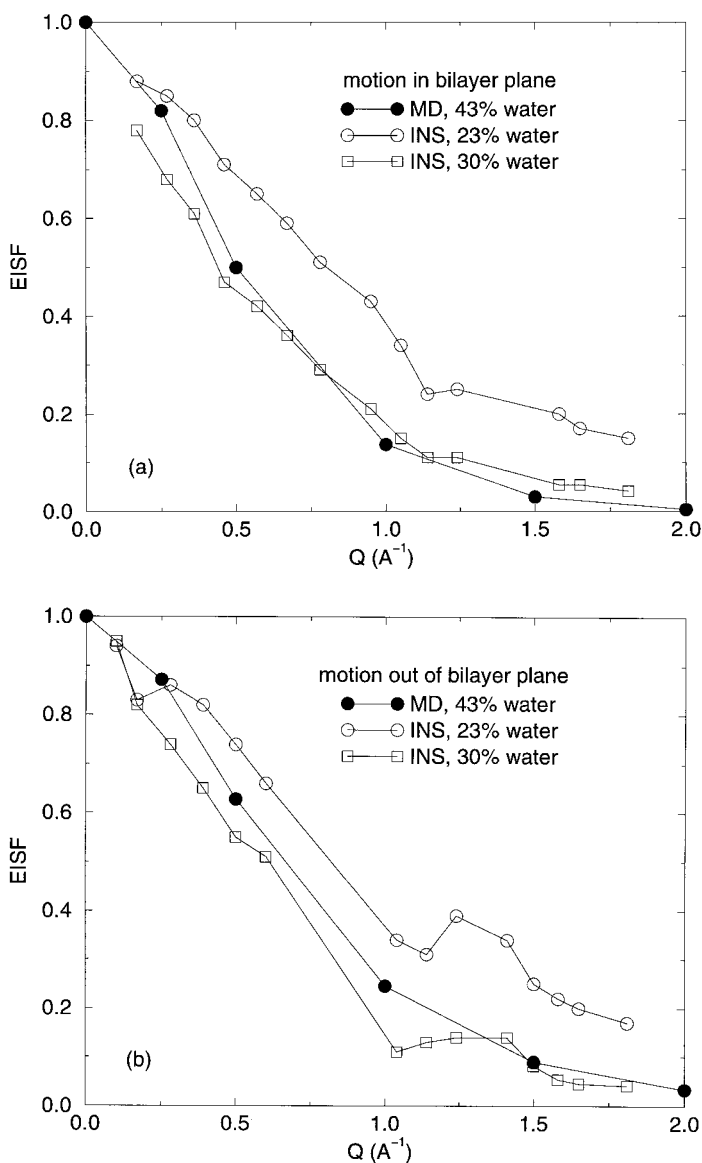 1.0
0.8
0.6
0.4
0.2
0.0
EISF
motion in bilayer plane
MD, 43% water
INS, 23% water
INS, 30% water
(a)
0.0 0.5 1.0 1.5 2.0
Q (A⁻¹)
1.0
0.8
0.6
0.4
0.2
0.0
EISF
motion out of bilayer plane
MD, 43% water
INS, 23% water
INS, 30% water
(b)
0.0 0.5 1.0 1.5 2.0
Q (A⁻¹)